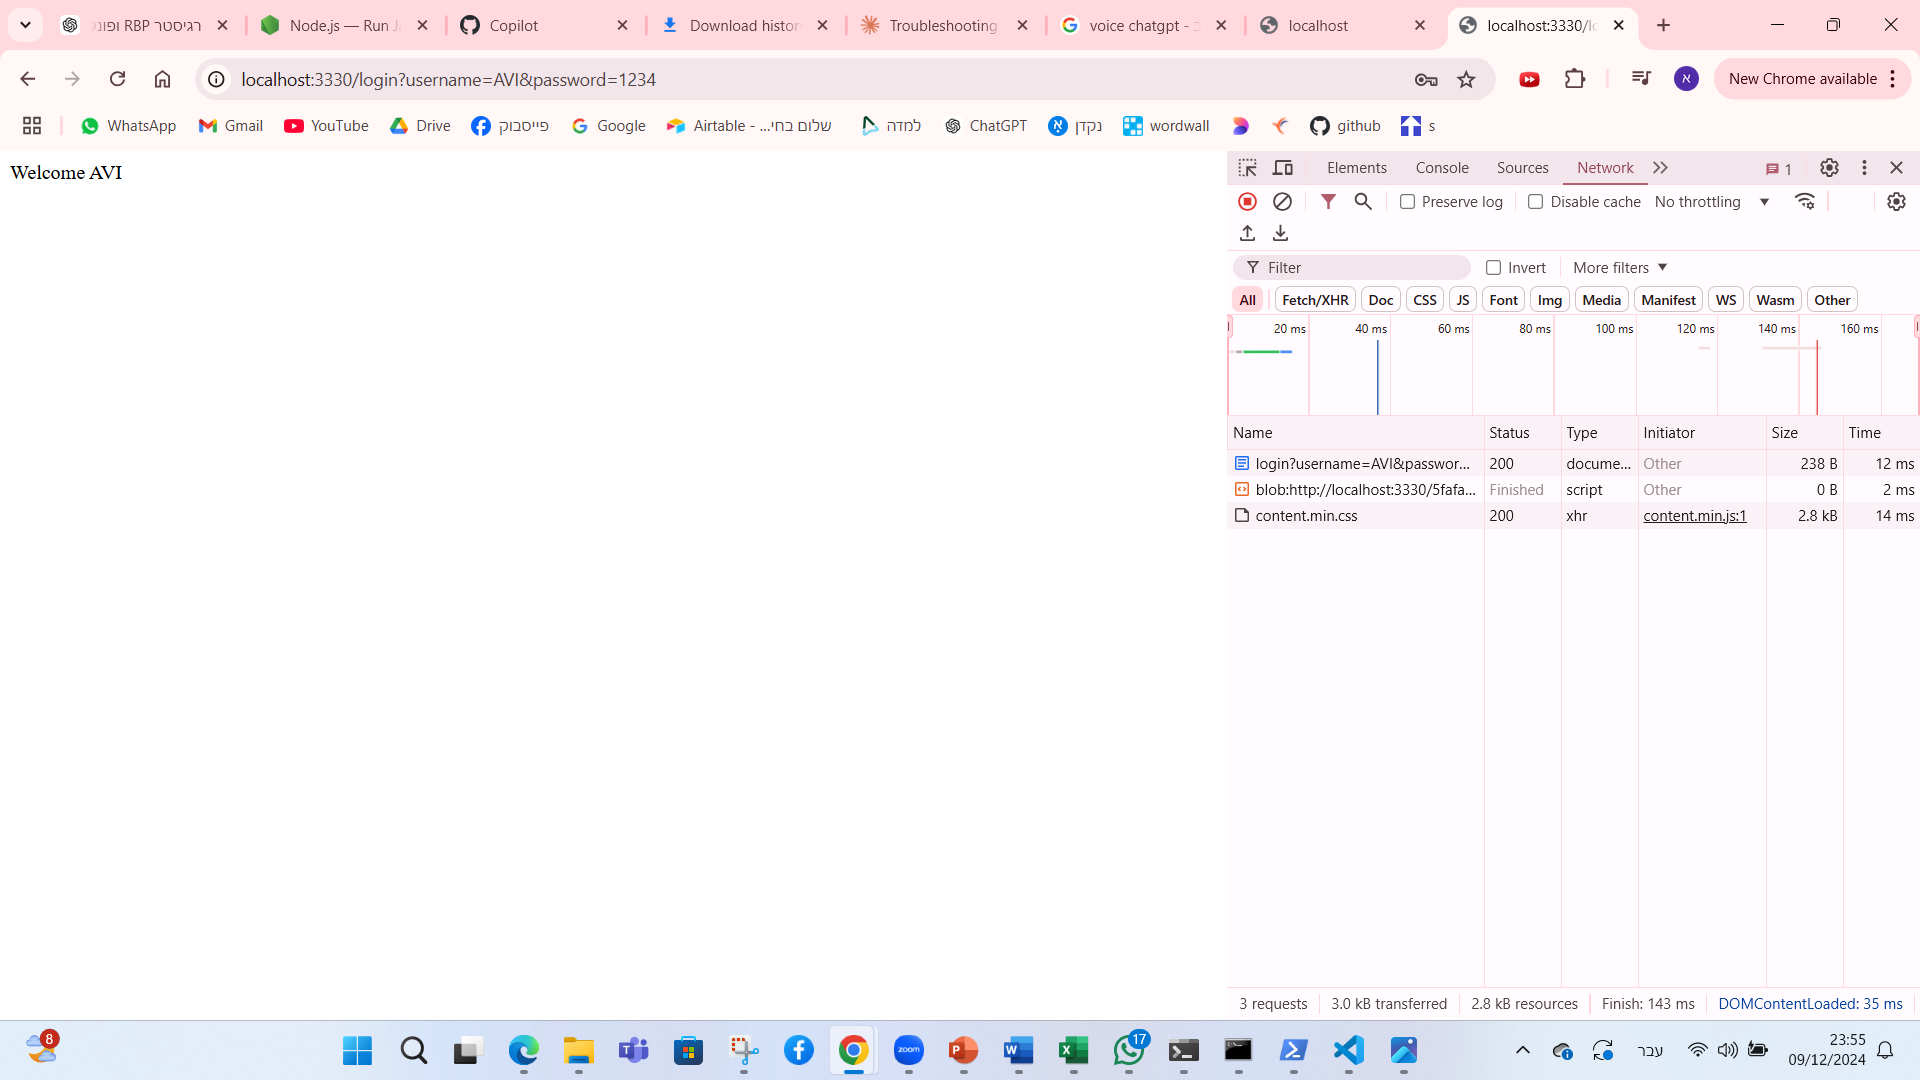 רגיסטר RBP ופונק
Node.js — Run J
Copilot
Download histor
Troubleshooting
voice chatgpt - כ
localhost
localhost:3330/lo
localhost:3330/login?username=AVI&password=1234
א
New Chrome available
WhatsApp
Gmail
YouTube
Drive
פייסבוק
Google
Airtable - ...שלום בחי
למדה
ChatGPT
נקדן
wordwall
github
s
Welcome AVI
Elements
Console
Sources
Network
1
Preserve log
Disable cache
No throttling
Filter
Invert
More filters
All
Fetch/XHR
Doc
CSS
JS
Font
Img
Media
Manifest
WS
Wasm
Other
20 ms
40 ms
60 ms
80 ms
100 ms
120 ms
140 ms
160 ms
Name Status Type Initiator Size Time
login?username=AVI&passwor... 200 docume... Other 238 B 12 ms
blob:http://localhost:3330/5fafa... Finished script Other 0 B 2 ms
content.min.css 200 xhr content.min.js:1 2.8 kB 14 ms
3 requests
3.0 kB transferred
2.8 kB resources
Finish: 143 ms
DOMContentLoaded: 35 ms
8
zoom
17
עבר
23:55
09/12/2024